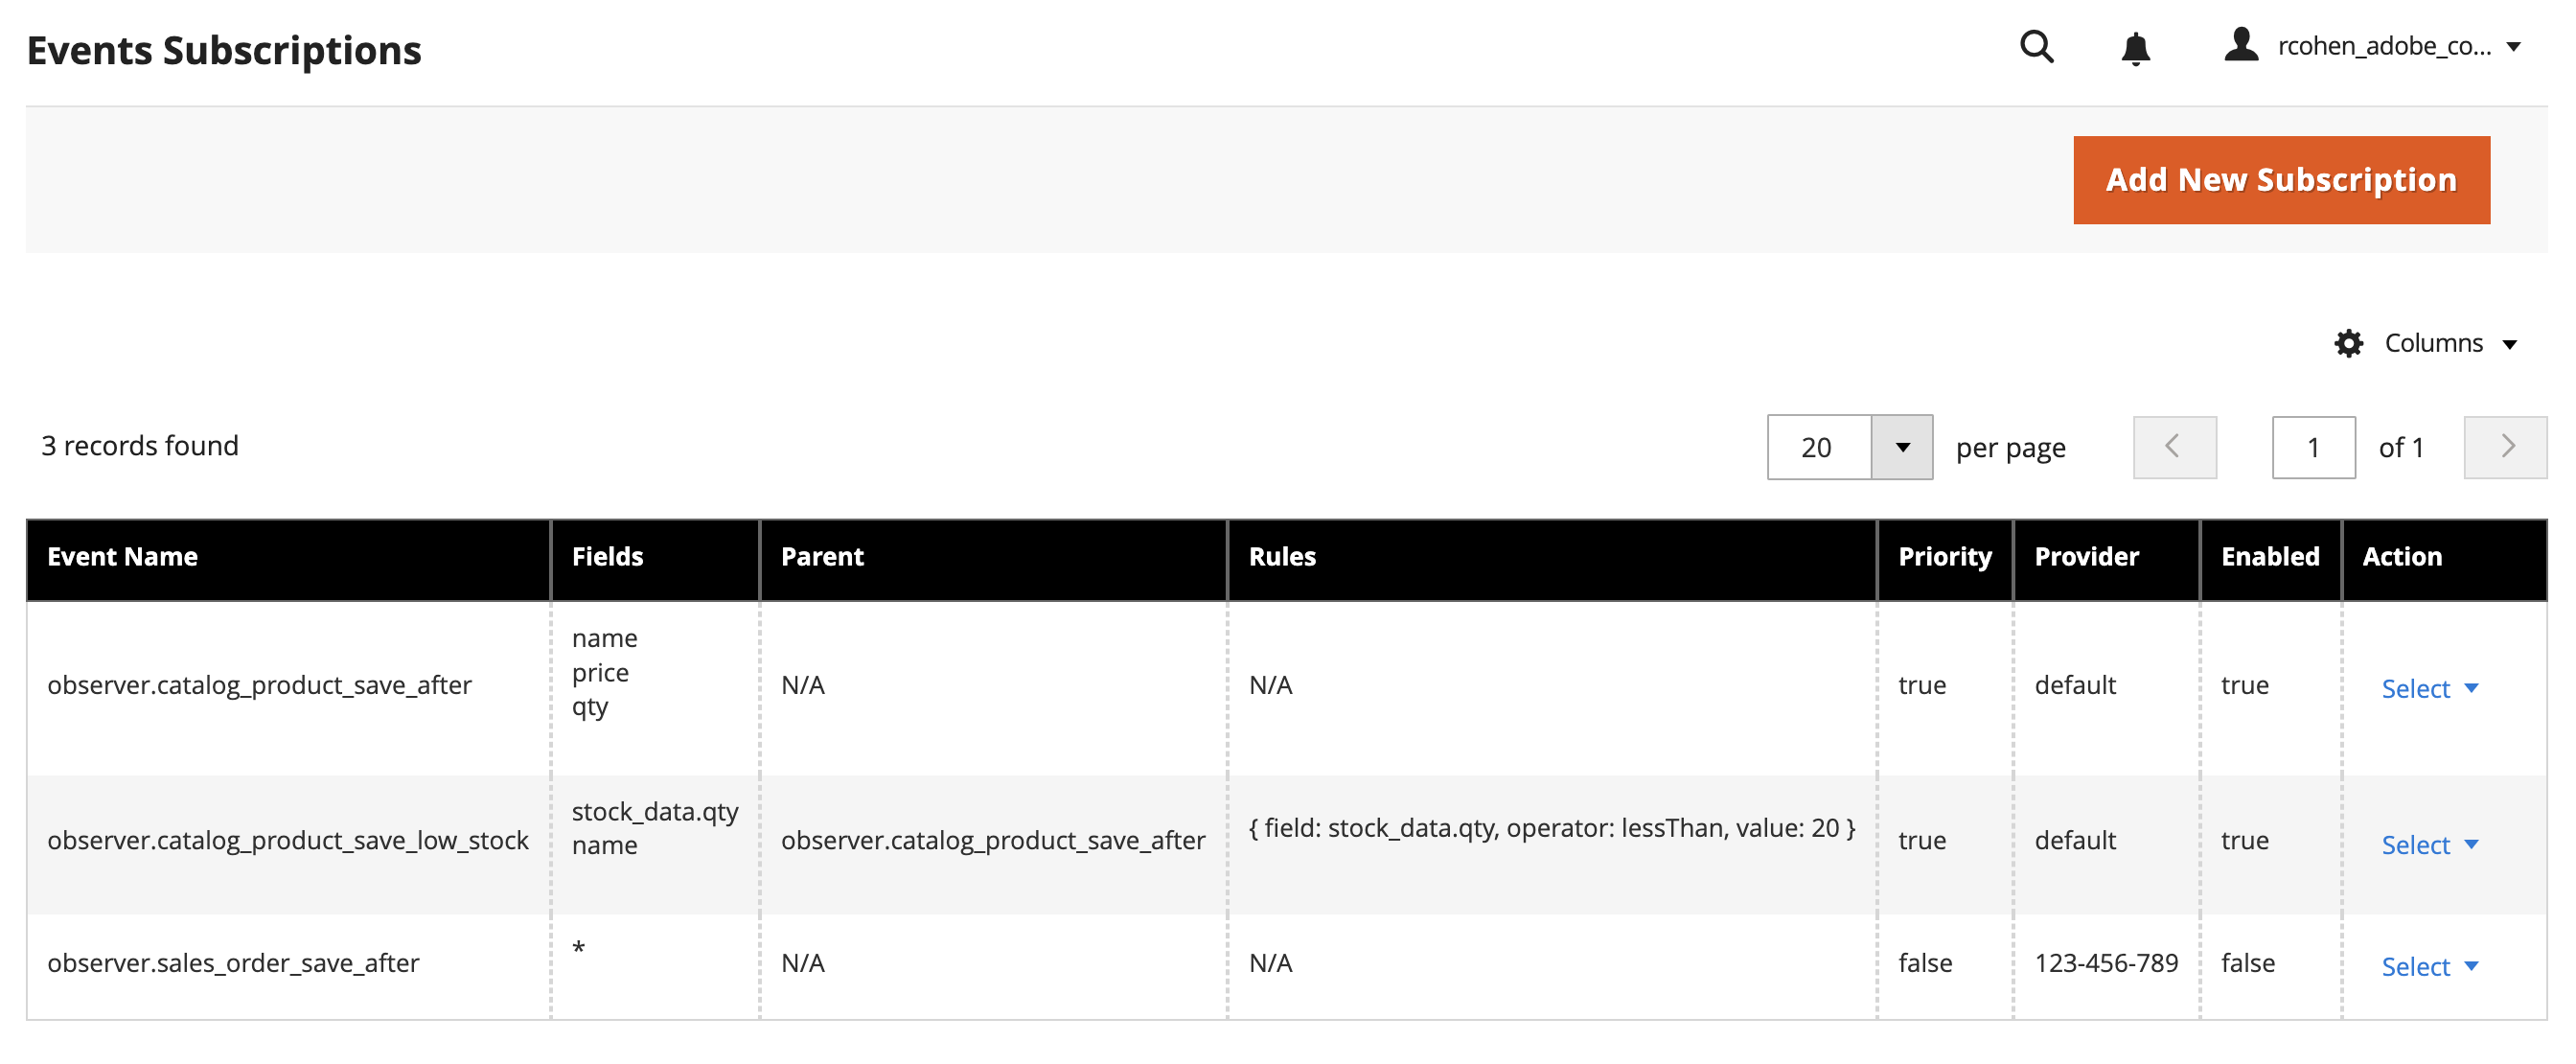 Events Subscriptions
rcohen_adobe_co...
Add New Subscription
Columns
3 records found
20 per page 1 of 1
Event Name Fields Parent Rules Priority Provider Enabled Action
observer.catalog_product_save_after name N/A N/A true default true Select
price
qty
observer.catalog_product_save_low_stock stock_data.qty observer.catalog_product_save_after { field: stock_data.qty, operator: lessThan, value: 20 } true default true Select
name
observer.sales_order_save_after * N/A N/A false 123-456-789 false Select